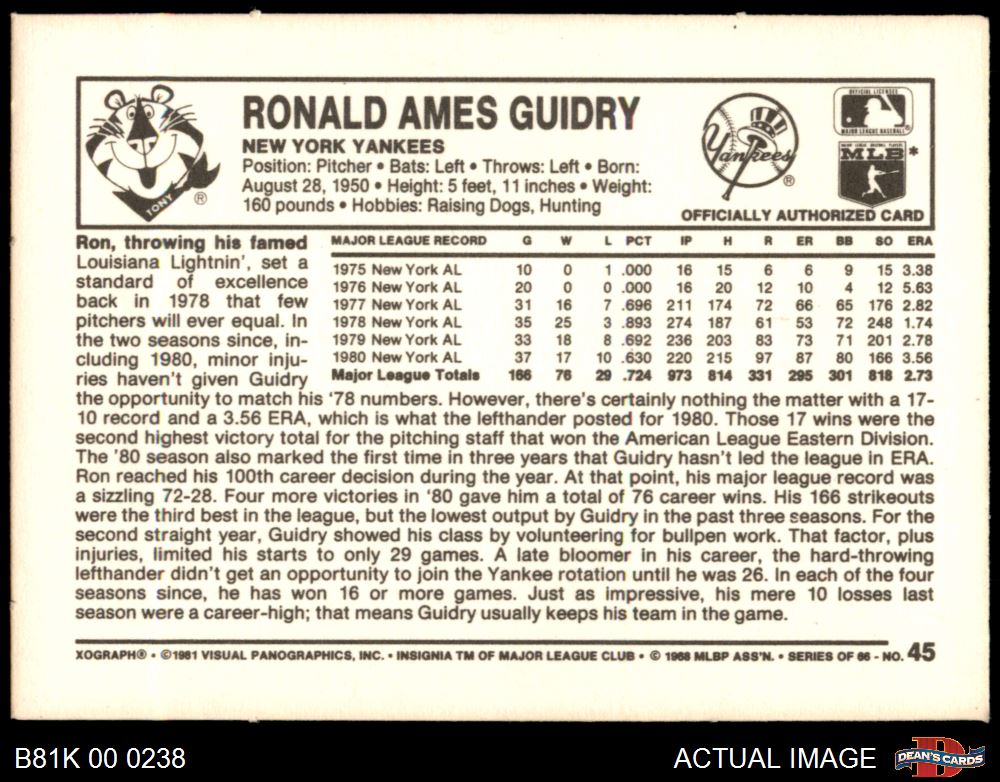 TONY ®
RONALD AMES GUIDRY
NEW YORK YANKEES
Position: Pitcher • Bats: Left • Throws: Left • Born:
August 28, 1950 • Height: 5 feet, 11 inches • Weight:
160 pounds • Hobbies: Raising Dogs, Hunting
Yankees ®
OFFICIAL LICENSEE
MAJOR LEAGUE BASEBALL
MLB *
OFFICIALLY AUTHORIZED CARD
Ron, throwing his famed
Louisiana Lightnin', set a
standard of excellence
back in 1978 that few
pitchers will ever equal. In
the two seasons since, in-
cluding 1980, minor inju-
ries haven't given Guidry
MAJOR LEAGUE RECORD G W L PCT IP H R ER BB SO ERA
1975 New York AL 10 0 1 .000 16 15 6 6 9 15 3.38
1976 New York AL 20 0 0 .000 16 20 12 10 4 12 5.63
1977 New York AL 31 16 7 .696 211 174 72 66 65 176 2.82
1978 New York AL 35 25 3 .893 274 187 61 53 72 248 1.74
1979 New York AL 33 18 8 .692 236 203 83 73 71 201 2.78
1980 New York AL 37 17 10 .630 220 215 97 87 80 166 3.56
Major League Totals 166 76 29 .724 973 814 331 295 301 818 2.73
the opportunity to match his '78 numbers. However, there's certainly nothing the matter with a 17-
10 record and a 3.56 ERA, which is what the lefthander posted for 1980. Those 17 wins were the
second highest victory total for the pitching staff that won the American League Eastern Division.
The '80 season also marked the first time in three years that Guidry hasn't led the league in ERA.
Ron reached his 100th career decision during the year. At that point, his major league record was
a sizzling 72-28. Four more victories in '80 gave him a total of 76 career wins. His 166 strikeouts
were the third best in the league, but the lowest output by Guidry in the past three seasons. For the
second straight year, Guidry showed his class by volunteering for bullpen work. That factor, plus
injuries, limited his starts to only 29 games. A late bloomer in his career, the hard-throwing
lefthander didn't get an opportunity to join the Yankee rotation until he was 26. In each of the four
seasons since, he has won 16 or more games. Just as impressive, his mere 10 losses last
season were a career-high; that means Guidry usually keeps his team in the game.
XOGRAPH® • ©1981 VISUAL PANOGRAPHICS, INC. • INSIGNIA TM OF MAJOR LEAGUE CLUB • © 1968 MLBP ASS'N. • SERIES OF 66 - NO. 45
B81K 00 0238
ACTUAL IMAGE
DEAN'S CARDS